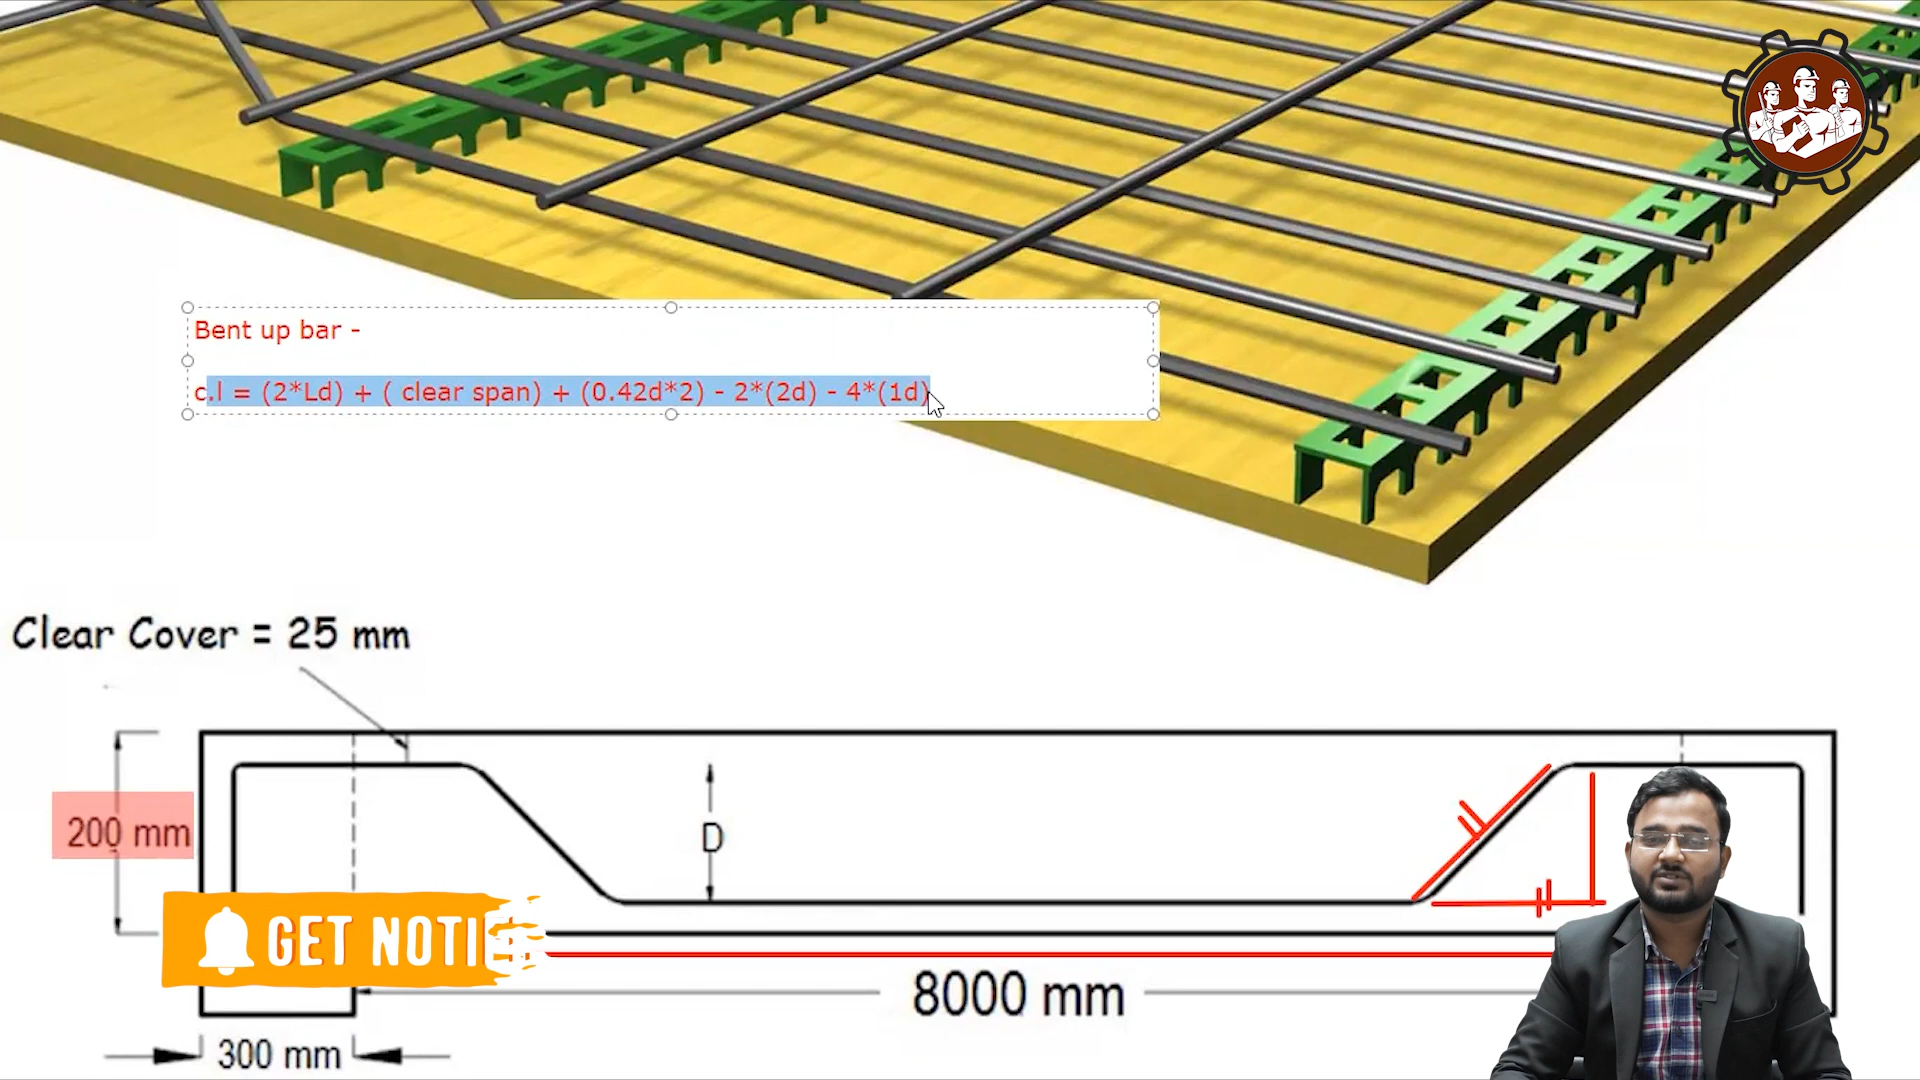 Bent up bar -
c.l = (2*Ld) + ( clear span) + (0.42d*2) - 2*(2d) - 4*(1d)
Clear Cover = 25 mm
200 mm
D
GET NOTI
8000 mm
300 mm